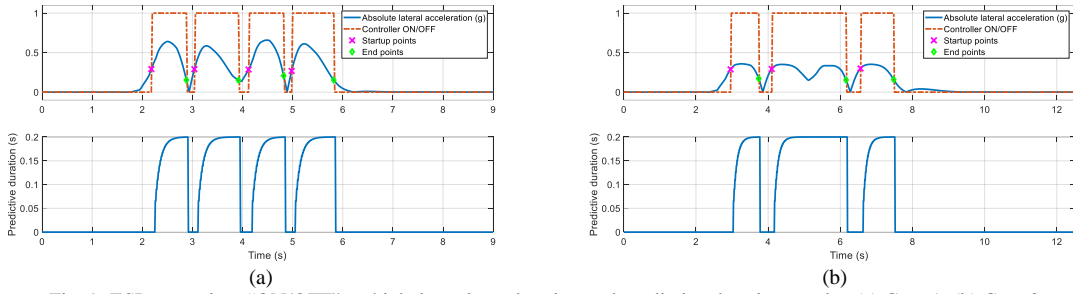 1
0.5
0
0 1 2 3 4 5 6 7 8 9
Absolute lateral acceleration (g)
Controller ON/OFF
Startup points
End points
0.2
0.15
0.1
0.05
0
Predictive duration (s)
0 1 2 3 4 5 6 7 8 9
Time (s)
(a)
1
0.5
0
0 2 4 6 8 10 12
Absolute lateral acceleration (g)
Controller ON/OFF
Startup points
End points
0.2
0.15
0.1
0.05
0
Predictive duration (s)
0 2 4 6 8 10 12
Time (s)
(b)